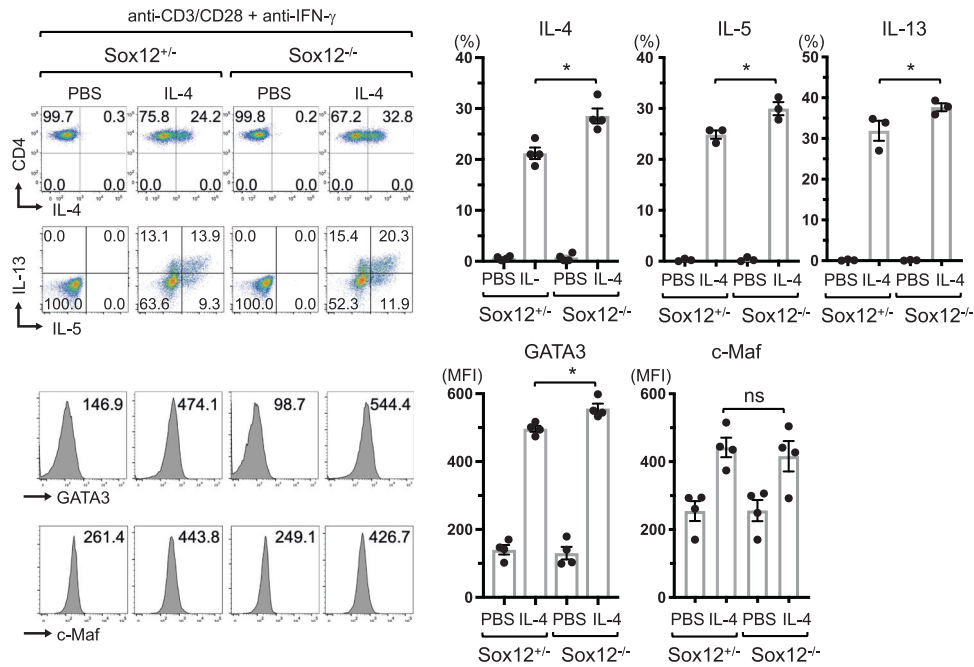 anti-CD3/CD28 + anti-IFN-γ
Sox12+/- Sox12-/-
PBS IL-4 PBS IL-4
99.7 0.3 75.8 24.2 99.8 0.2 67.2 32.8
0.0 0.0 0.0 0.0 0.0 0.0 0.0 0.0
CD4
IL-4
0.0 0.0 13.1 13.9 0.0 0.0 15.4 20.3
100.0 0.0 63.6 9.3 100.0 0.0 52.3 11.9
IL-13
IL-5
146.9 474.1 98.7 544.4
GATA3
261.4 443.8 249.1 426.7
c-Maf
IL-4
(%)
*
40
30
20
10
0
PBS IL- PBS IL-4
Sox12+/- Sox12-/-
IL-5
(%)
*
40
30
20
10
0
PBS IL-4 PBS IL-4
Sox12+/- Sox12-/-
IL-13
(%)
*
50
40
30
20
10
0
PBS IL-4 PBS IL-4
Sox12+/- Sox12-/-
GATA3
(MFI)
*
600
400
200
0
PBS IL-4 PBS IL-4
Sox12+/- Sox12-/-
c-Maf
(MFI)
ns
600
400
200
0
PBS IL-4 PBS IL-4
Sox12+/- Sox12-/-